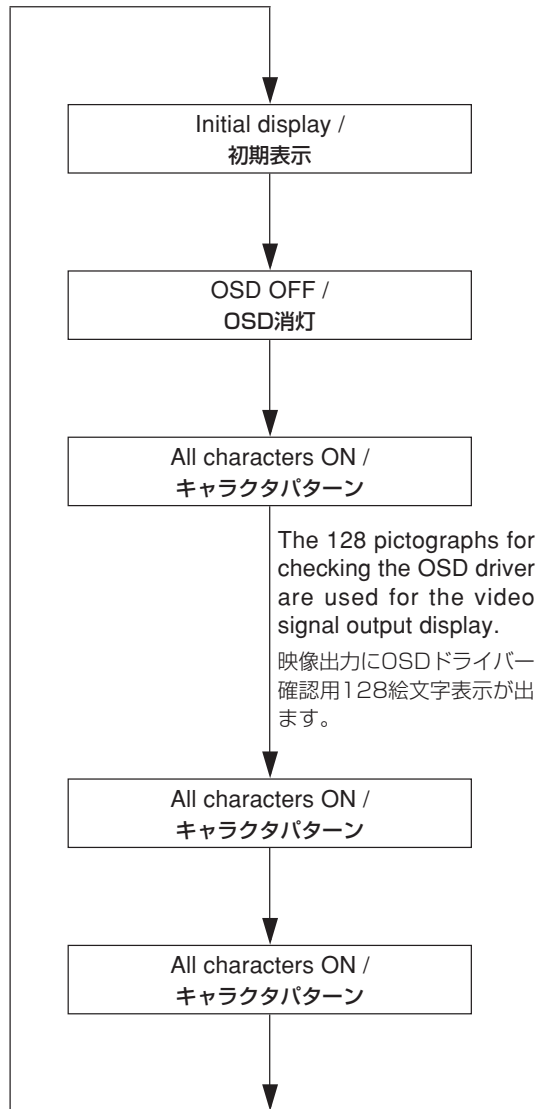 Initial display /
初期表示
OSD OFF /
OSD消灯
All characters ON /
キャラクタパターン
The 128 pictographs for
checking the OSD driver
are used for the video
signal output display.
映像出力にOSDドライバー
確認用128絵文字表示が出
ます。
All characters ON /
キャラクタパターン
All characters ON /
キャラクタパターン